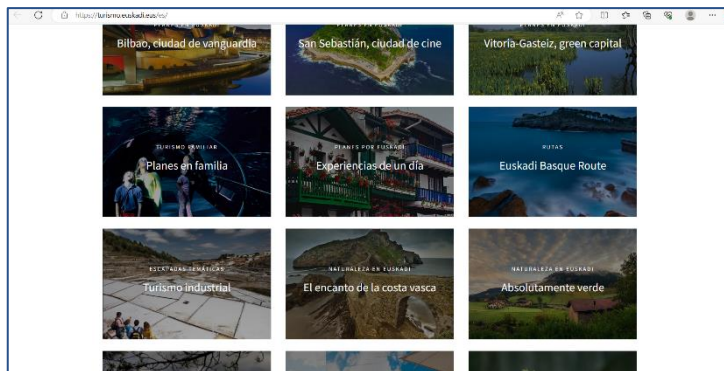 https://turismo.euskadi.eus/es/
Bilbao, ciudad de vanguardia
San Sebastián, ciudad de cine
Vitoria-Gasteiz, green capital
TURISMO FAMILIAR
Planes en familia
PLANES POR EUSKADI
Experiencias de un día
RUTAS
Euskadi Basque Route
ESCAPADAS TEMÁTICAS
Turismo industrial
NATURALEZA EN EUSKADI
El encanto de la costa vasca
NATURALEZA EN EUSKADI
Absolutamente verde